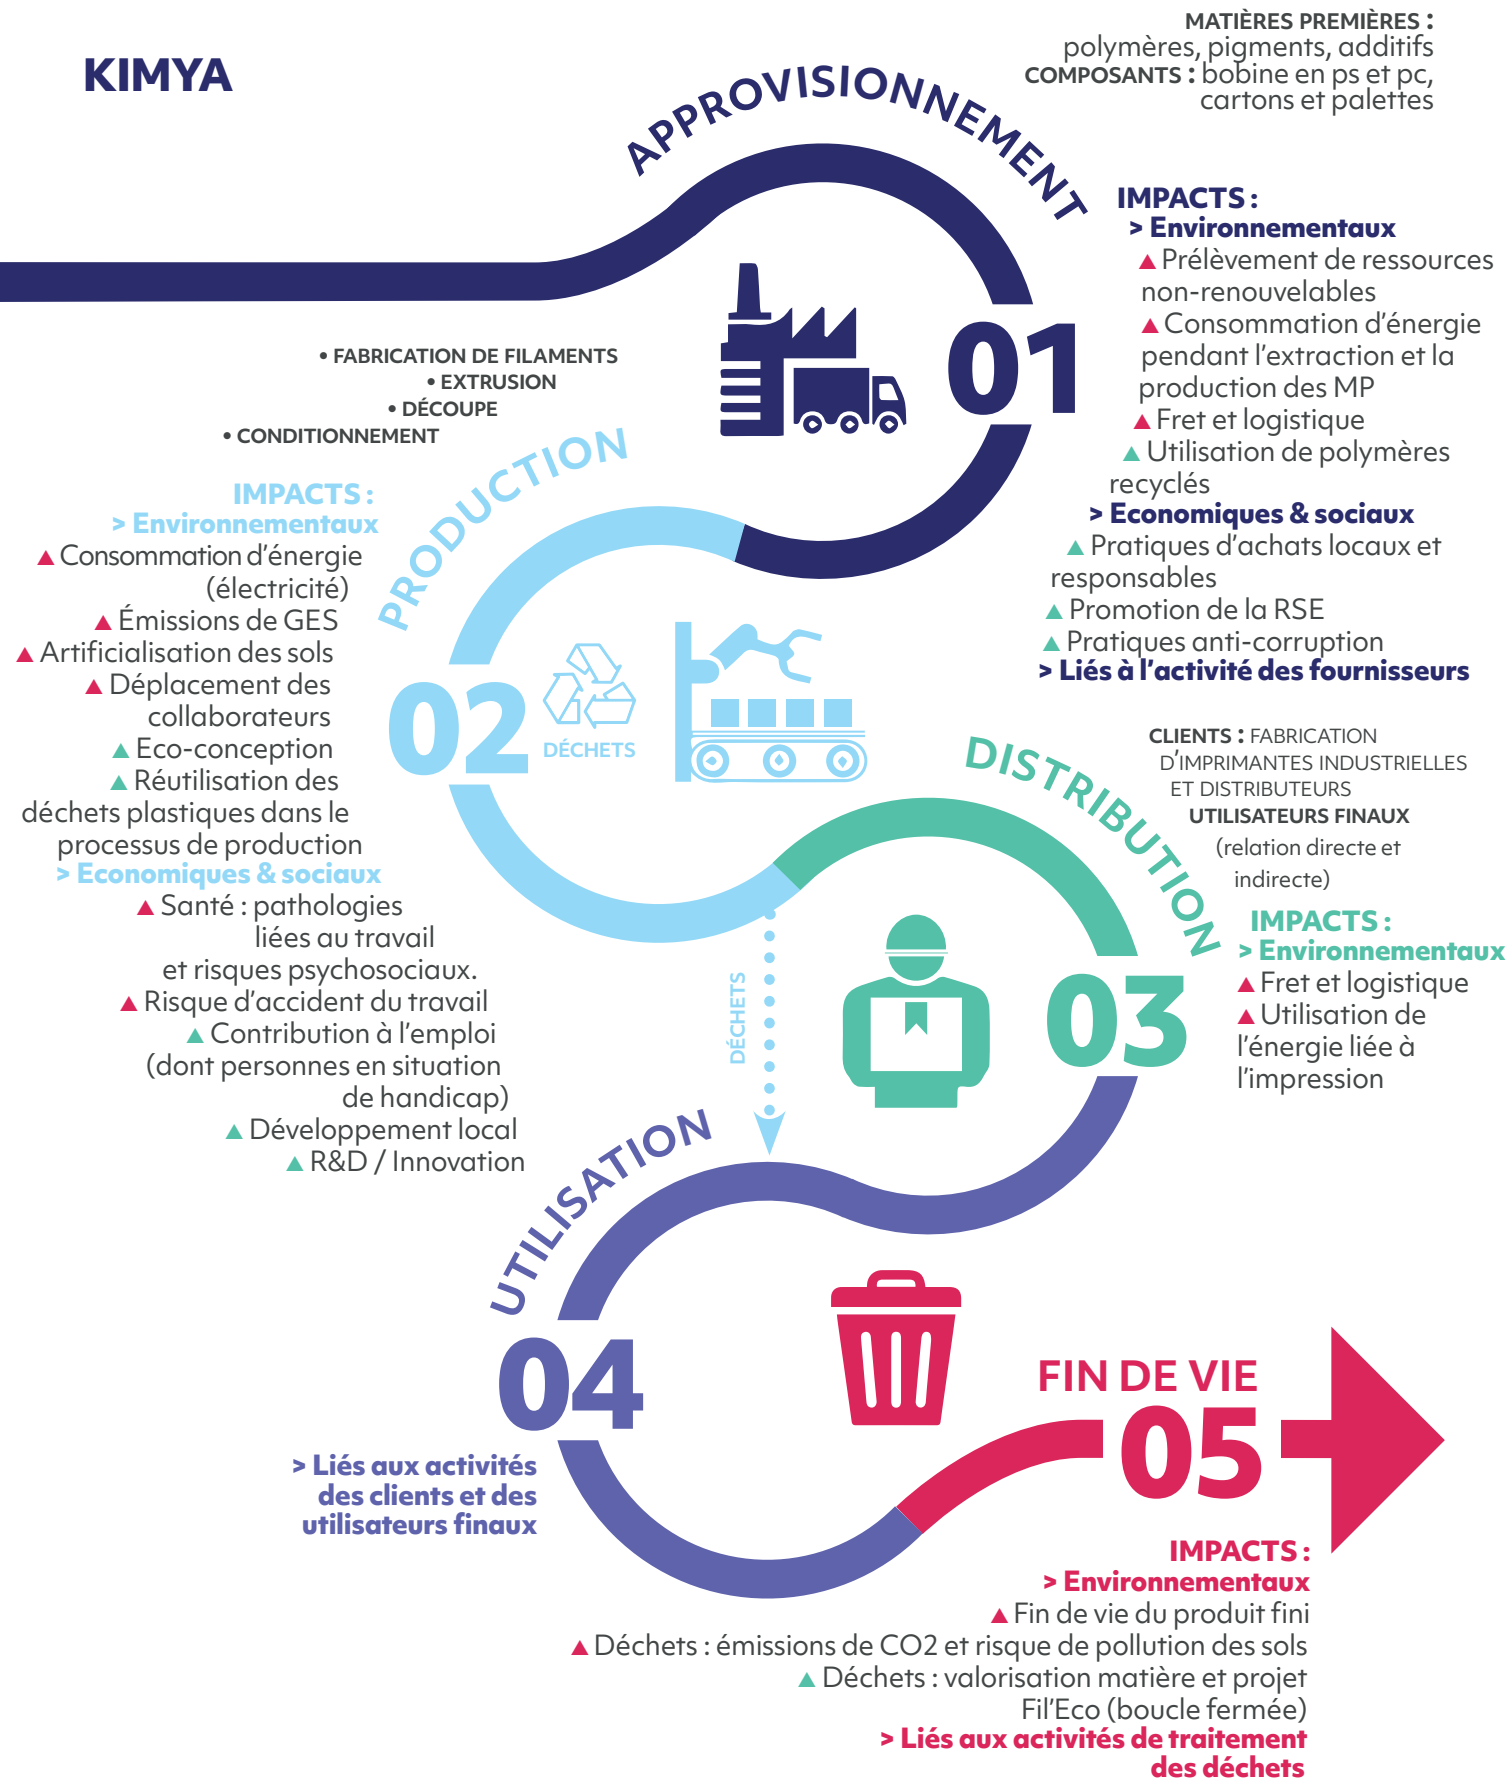 KIMYA
MATIÈRES PREMIÈRES :
polymères, pigments, additifs
COMPOSANTS : bobine en ps et pc,
cartons et palettes
APPROVISIONNEMENT
01
IMPACTS :
> Environnementaux
▲ Prélèvement de ressources
non-renouvelables
▲ Consommation d’énergie
pendant l’extraction et la
production des MP
▲ Fret et logistique
▲ Utilisation de polymères
recyclés
> Economiques & sociaux
▲ Pratiques d’achats locaux et
responsables
▲ Promotion de la RSE
▲ Pratiques anti-corruption
> Liés à l’activité des fournisseurs
• FABRICATION DE FILAMENTS
• EXTRUSION
• DÉCOUPE
• CONDITIONNEMENT
PRODUCTION
02
DÉCHETS
IMPACTS :
> Environnementaux
▲ Consommation d’énergie
(électricité)
▲ Émissions de GES
▲ Artificialisation des sols
▲ Déplacement des
collaborateurs
▲ Eco-conception
▲ Réutilisation des
déchets plastiques dans le
processus de production
> Economiques & sociaux
▲ Santé : pathologies
liées au travail
et risques psychosociaux.
▲ Risque d’accident du travail
▲ Contribution à l’emploi
(dont personnes en situation
de handicap)
▲ Développement local
▲ R&D / Innovation
DÉCHETS
DISTRIBUTION
03
CLIENTS : FABRICATION
D’IMPRIMANTES INDUSTRIELLES
ET DISTRIBUTEURS
UTILISATEURS FINAUX
(relation directe et
indirecte)
IMPACTS :
> Environnementaux
▲ Fret et logistique
▲ Utilisation de
l’énergie liée à
l’impression
UTILISATION
04
> Liés aux activités
des clients et des
utilisateurs finaux
FIN DE VIE
05
IMPACTS :
> Environnementaux
▲ Fin de vie du produit fini
▲ Déchets : émissions de CO2 et risque de pollution des sols
▲ Déchets : valorisation matière et projet
Fil’Eco (boucle fermée)
> Liés aux activités de traitement
des déchets